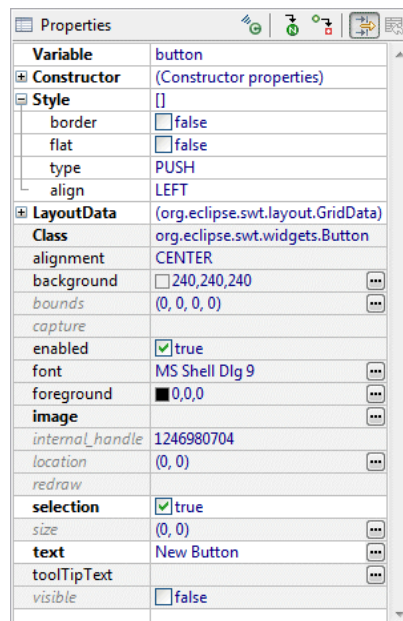 Properties
Variable button
Constructor (Constructor properties)
Style []
border false
flat false
type PUSH
align LEFT
LayoutData (org.eclipse.swt.layout.GridData)
Class org.eclipse.swt.widgets.Button
alignment CENTER
background 240,240,240
bounds (0, 0, 0, 0)
capture
enabled true
font MS Shell Dlg 9
foreground 0,0,0
image
internal_handle 1246980704
location (0, 0)
redraw
selection true
size (0, 0)
text New Button
toolTipText
visible false